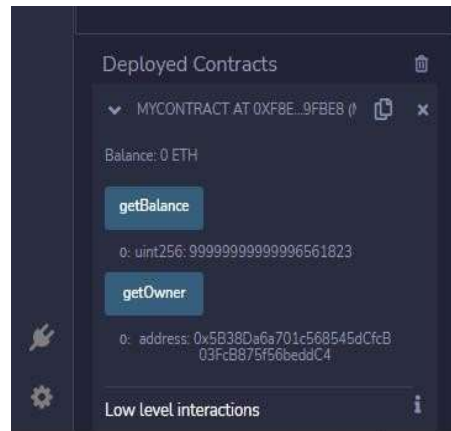 Deployed Contracts
MYCONTRACT AT 0XF8E...9FBE8 (M
Balance: 0 ETH
getBalance
0: uint256: 99999999999996561823
getOwner
0: address: 0x5B38Da6a701c568545dCfcB
03FcB875f56beddC4
Low level interactions